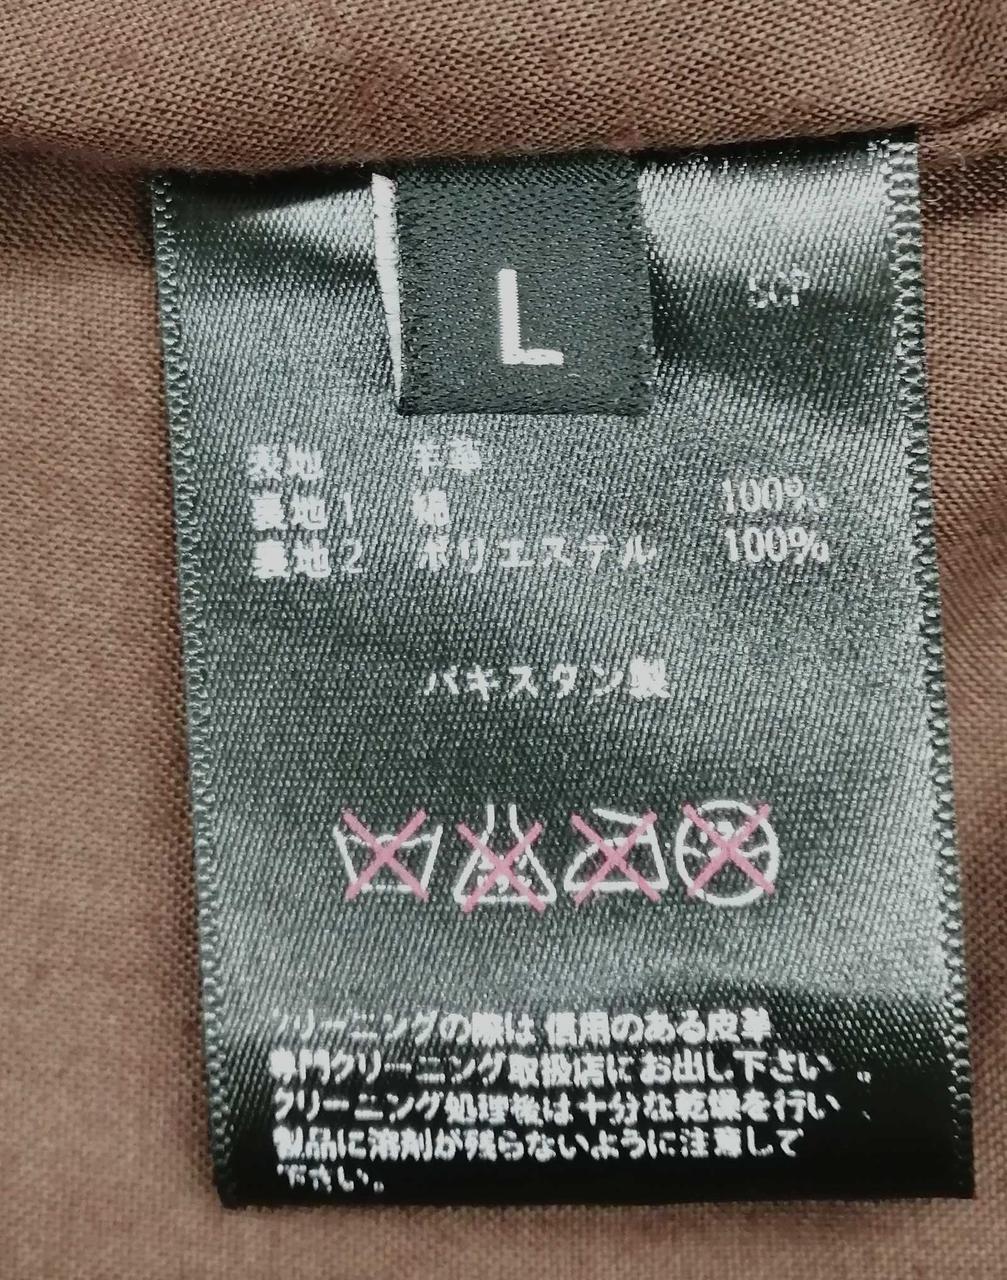 L
SCP
表地 牛革
裏地1 綿 100%
裏地2 ポリエステル 100%
パキスタン製
クリーニングの際は信用のある皮革
専門クリーニング取扱店にお出し下さい。
クリーニング処理後は十分な乾燥を行い
製品に溶剤が残らないように注意して
下さい。